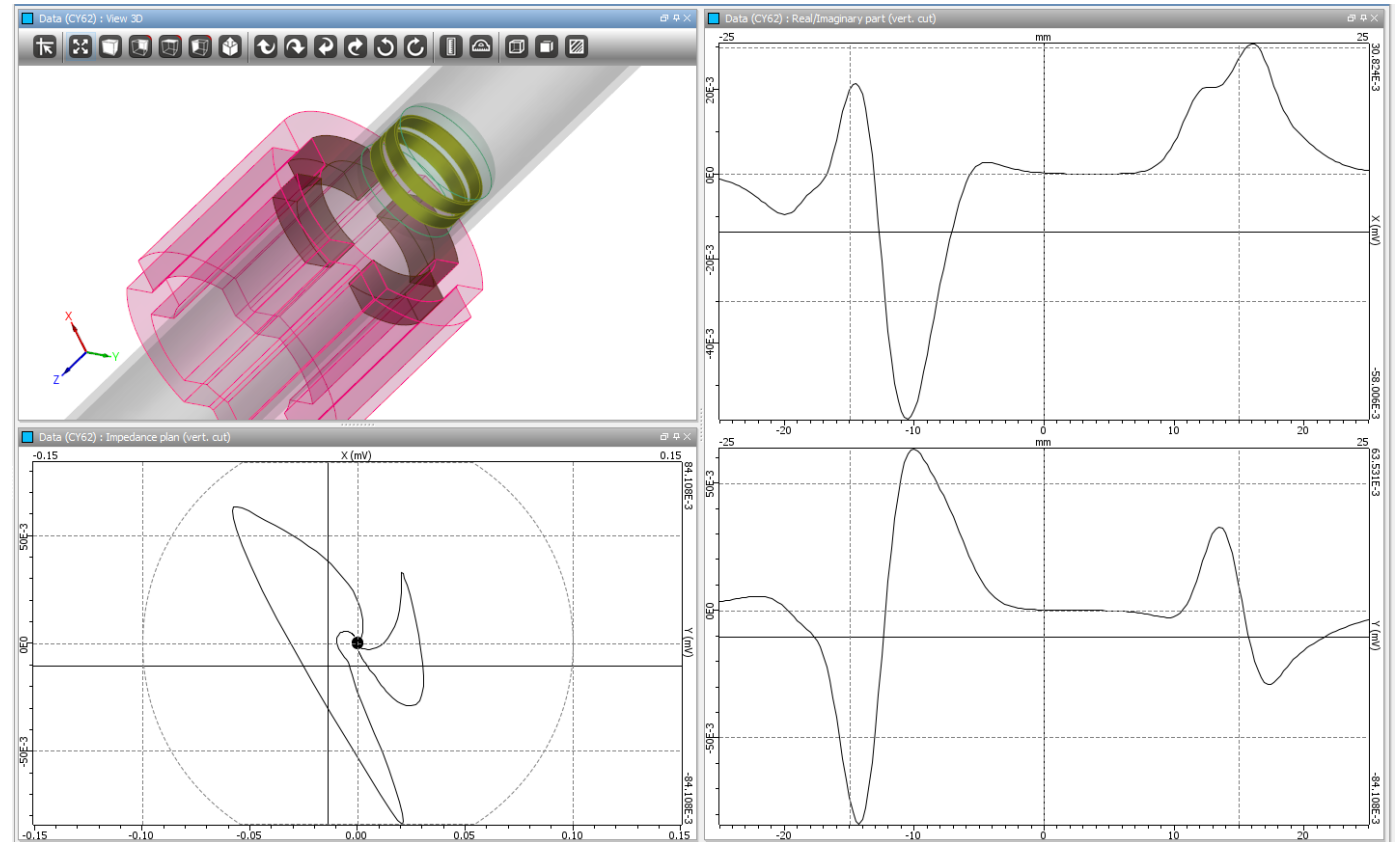 Data (CY62) : View 3D
X
Y
Z
Data (CY62) : Real/Imaginary part (vert. cut)
-25 mm 25
30.824E-3
20E-3
0E0
-20E-3
-40E-3
X (mV)
-58.006E-3
-20 -10 0 10 20
Data (CY62) : Impedance plan (vert. cut)
-0.15 X (mV) 0.15
84.108E-3
50E-3
0E0
-50E-3
Y (mV)
-84.108E-3
-0.15 -0.10 -0.05 0.00 0.05 0.10 0.15
-25 mm 25
63.531E-3
50E-3
0E0
-50E-3
Y (mV)
-84.108E-3
-20 -10 0 10 20